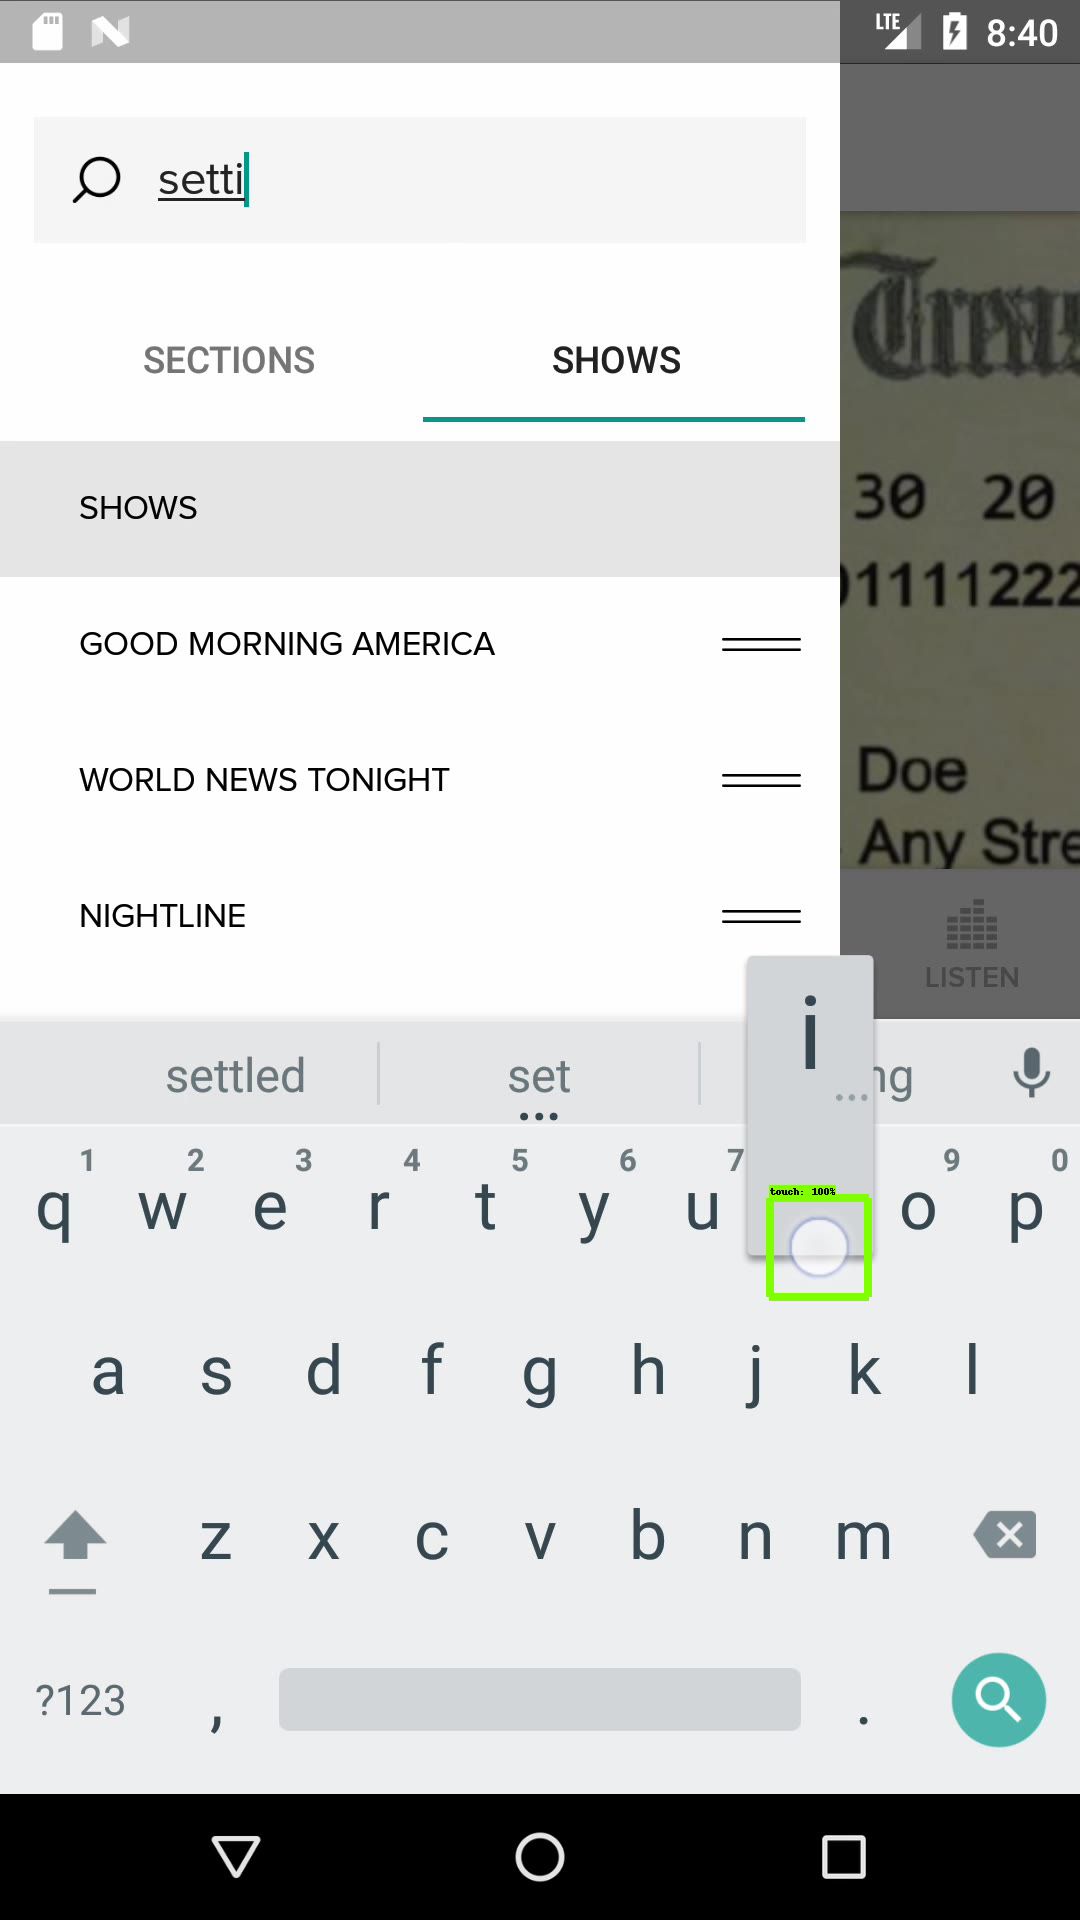 LTE 8:40
setti
SECTIONS SHOWS
SHOWS
GOOD MORNING AMERICA
WORLD NEWS TONIGHT
NIGHTLINE
30 20
01111222
Doe
Any Stre
LISTEN
settled set ng
i
touch: 100%
1 2 3 4 5 6 7 9 0
q w e r t y u o p
a s d f g h j k l
z x c v b n m
?123 , .